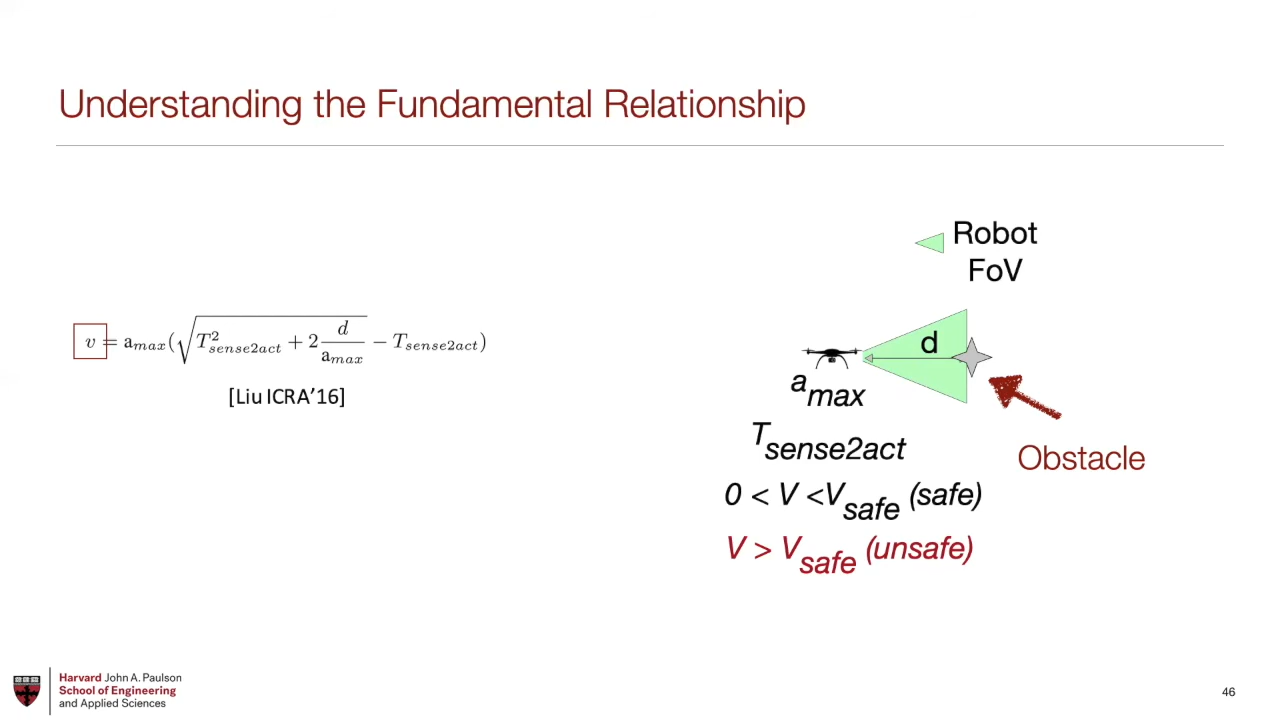 Understanding the Fundamental Relationship
v = a_max(√(T²_sense2act + 2 d/a_max) − T_sense2act)
[Liu ICRA’16]
Robot
FoV
d
a_max
T_sense2act
0 < V <V_safe (safe)
V > V_safe (unsafe)
Obstacle
Harvard John A. Paulson
School of Engineering
and Applied Sciences
46